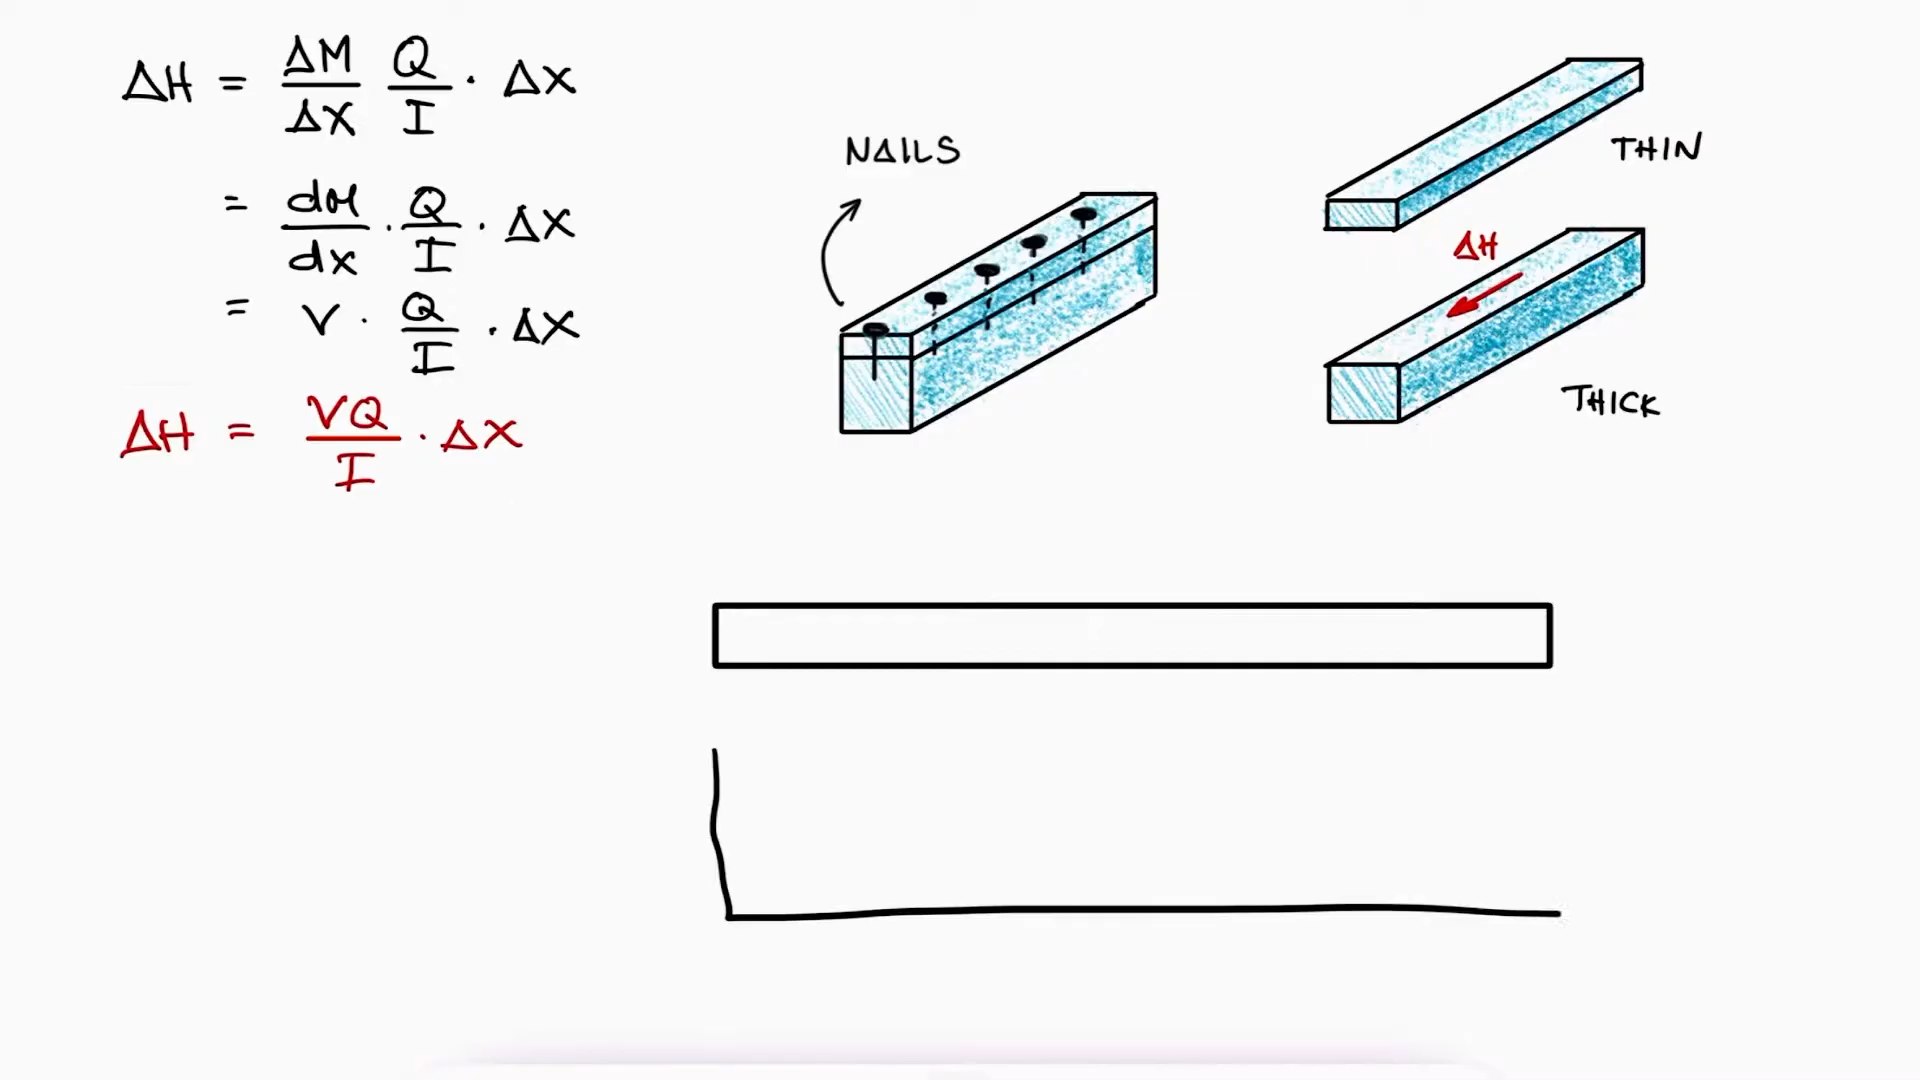 ΔH = ΔM/ΔX Q/I · ΔX
= dM/dx · Q/I · ΔX
= V · Q/I · ΔX
ΔH = VQ/I · ΔX
NAILS
THIN
ΔH
THICK